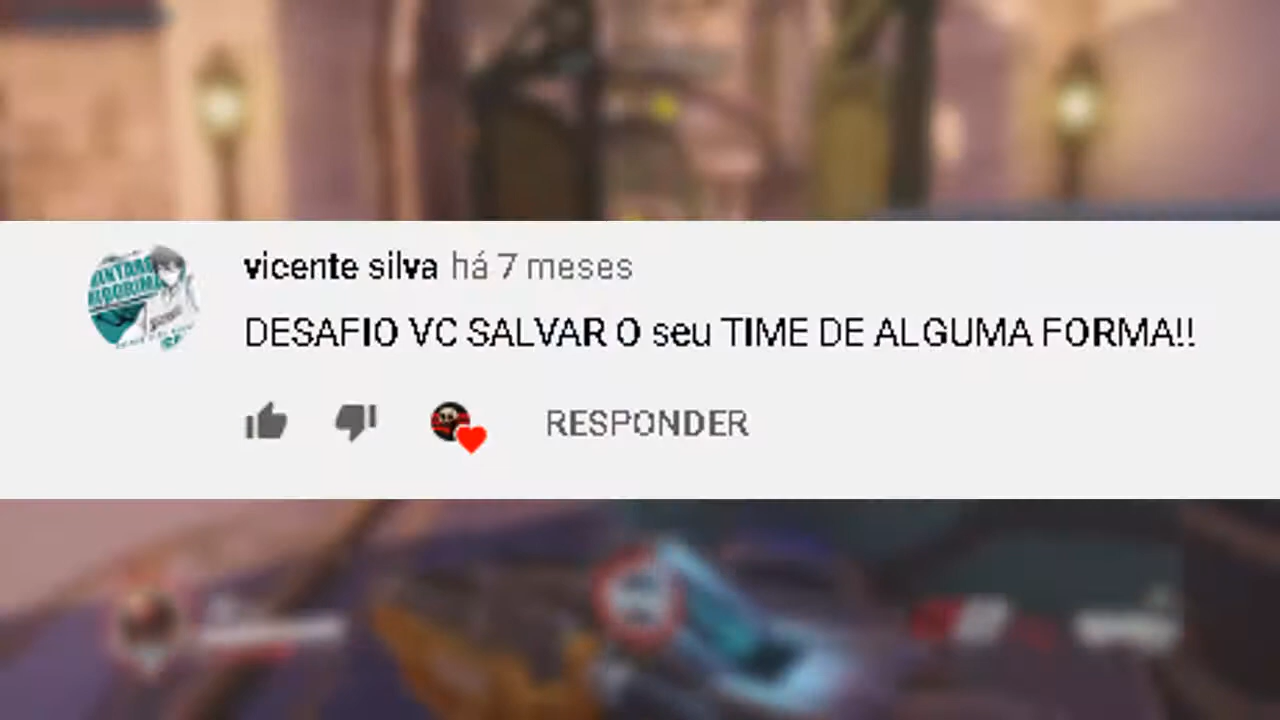 vicente silva há 7 meses
DESAFIO VC SALVAR O seu TIME DE ALGUMA FORMA!!
RESPONDER